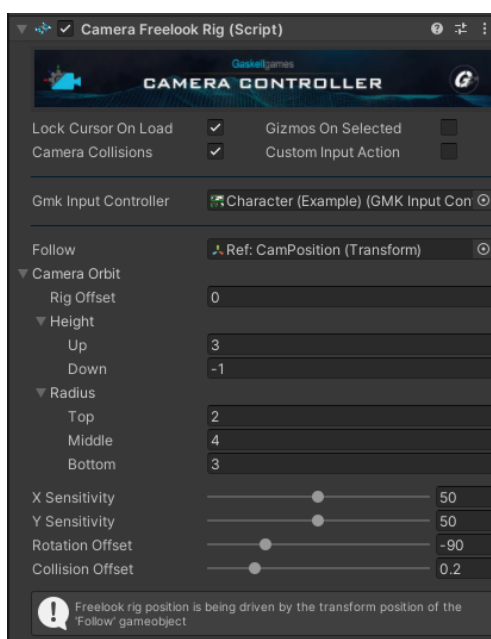 Camera Freelook Rig (Script)
Gaskellgames
CAMERA CONTROLLER
G
Lock Cursor On Load
Gizmos On Selected
Camera Collisions
Custom Input Action
Gmk Input Controller
Character (Example) (GMK Input Con
Follow
Ref: CamPosition (Transform)
Camera Orbit
Rig Offset 0
Height
Up 3
Down -1
Radius
Top 2
Middle 4
Bottom 3
X Sensitivity 50
Y Sensitivity 50
Rotation Offset -90
Collision Offset 0.2
Freelook rig position is being driven by the transform position of the
'Follow' gameobject